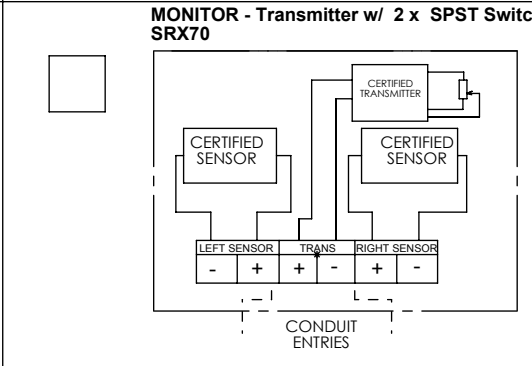 MONITOR - Transmitter w/ 2 x SPST Switc
SRX70
CERTIFIED
TRANSMITTER
CERTIFIED
SENSOR
CERTIFIED
SENSOR
LEFT SENSOR TRANS RIGHT SENSOR
- + + - + -
CONDUIT
ENTRIES